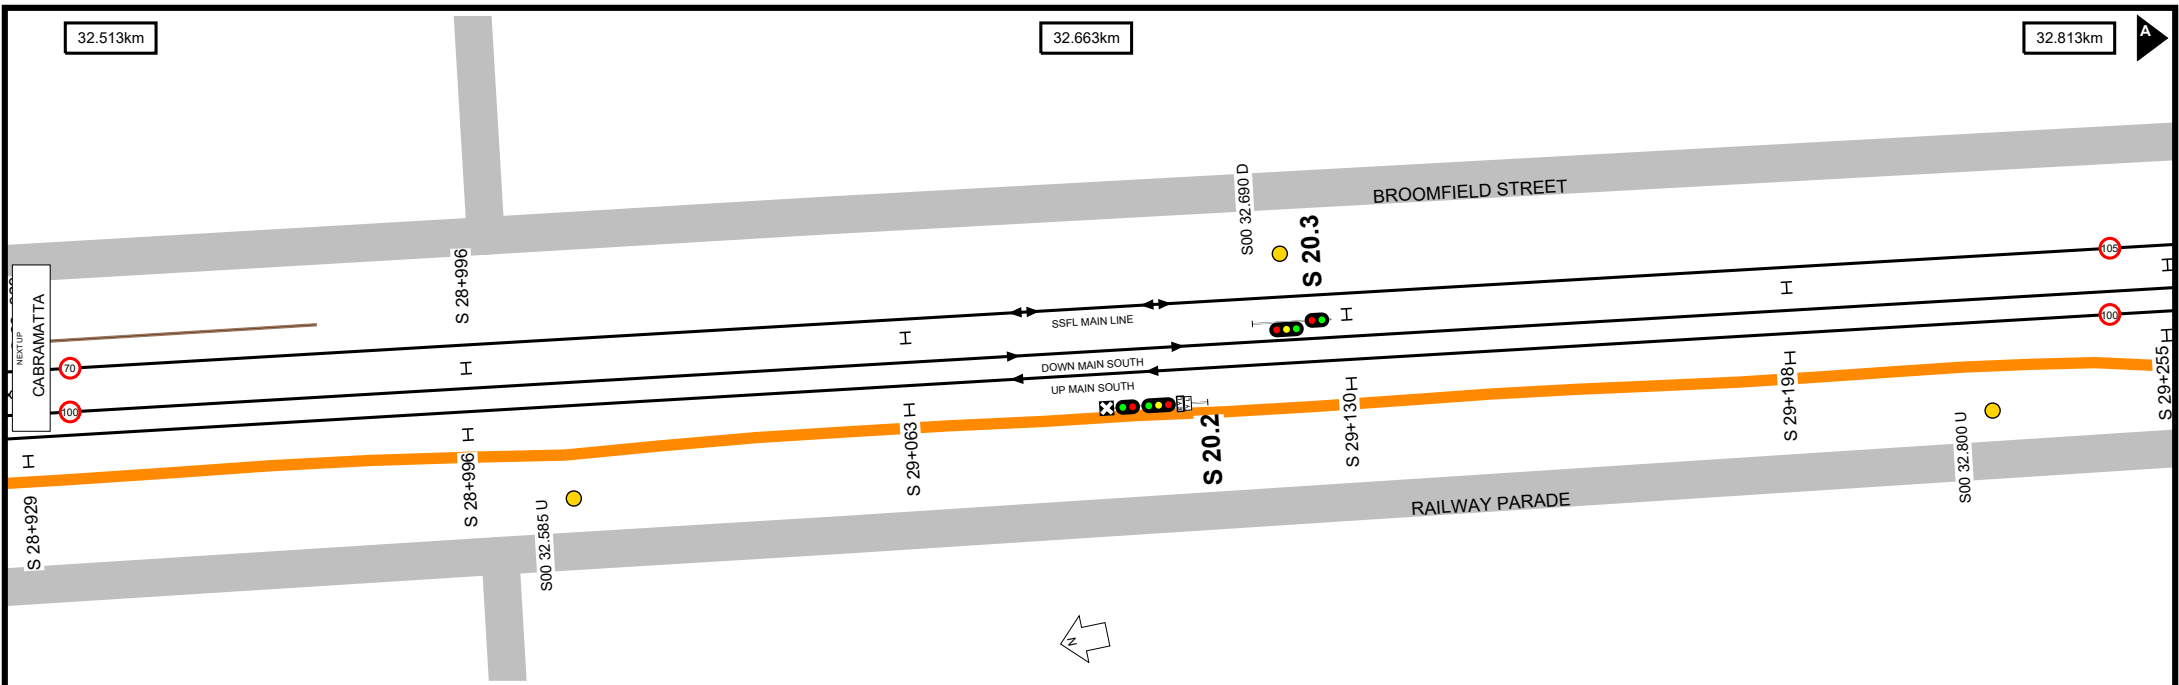 32.513km
32.663km
32.813km
A
BROOMFIELD STREET
S00 32.690 D
S 20.3
S 28+996
105
NEXT UP
CABRAMATTA
70
SSFL MAIN LINE
100
DOWN MAIN SOUTH
100
UP MAIN SOUTH
S 28+929
S 28+996
S00 32.585 U
S 29+063
S 20.2
S 29+130
S 29+198
S00 32.800 U
S 29+255
RAILWAY PARADE
N